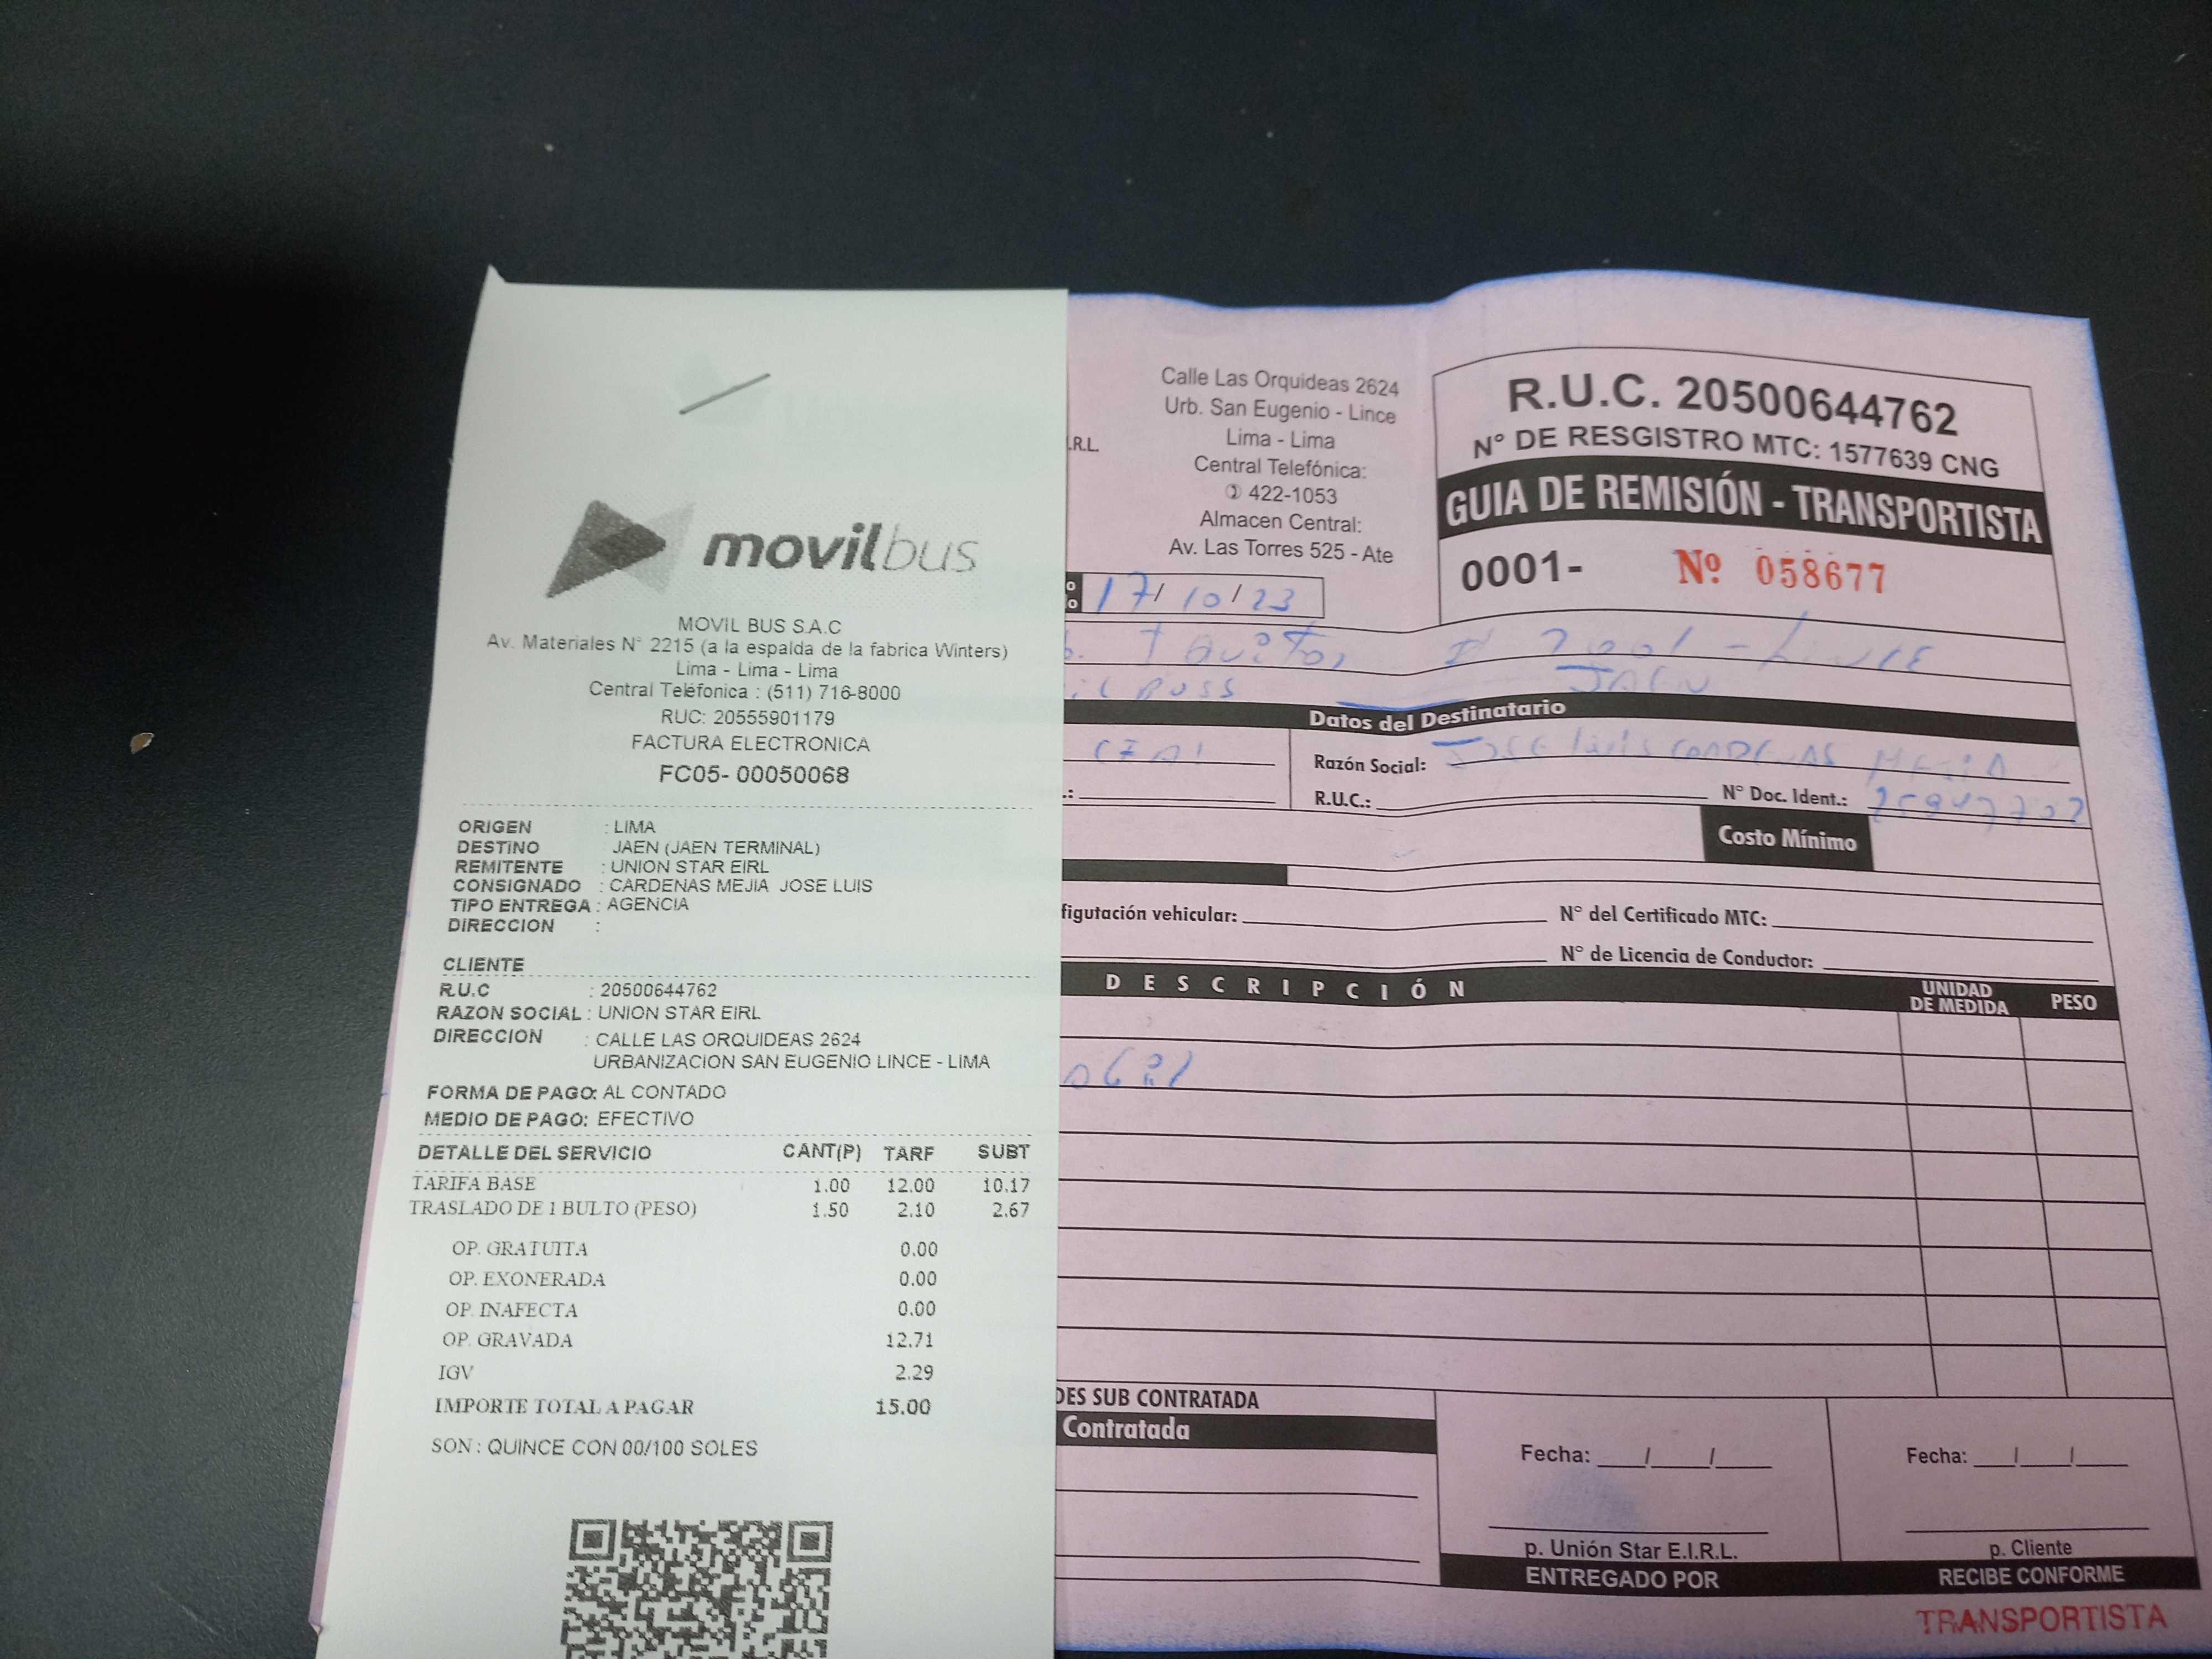 movilbus
MOVIL BUS S.A.C
Av. Materiales N° 2215 (a la espalda de la fabrica Winters)
Lima - Lima - Lima
Central Teléfonica : (511) 716-8000
RUC: 20555901179
FACTURA ELECTRONICA
FC05- 00050068
ORIGEN : LIMA
DESTINO : JAEN (JAEN TERMINAL)
REMITENTE : UNION STAR EIRL
CONSIGNADO : CARDENAS MEJIA JOSE LUIS
TIPO ENTREGA : AGENCIA
DIRECCION :
CLIENTE
R.U.C : 20500644762
RAZON SOCIAL : UNION STAR EIRL
DIRECCION : CALLE LAS ORQUIDEAS 2624
URBANIZACION SAN EUGENIO LINCE - LIMA
FORMA DE PAGO: AL CONTADO
MEDIO DE PAGO: EFECTIVO
DETALLE DEL SERVICIO CANT(P) TARF SUBT
TARIFA BASE 1.00 12.00 10.17
TRASLADO DE 1 BULTO (PESO) 1.50 2.10 2.67
OP. GRATUITA 0.00
OP. EXONERADA 0.00
OP. INAFECTA 0.00
OP. GRAVADA 12.71
IGV 2.29
IMPORTE TOTAL A PAGAR 15.00
SON : QUINCE CON 00/100 SOLES
.R.L.
Calle Las Orquideas 2624
Urb. San Eugenio - Lince
Lima - Lima
Central Telefónica:
422-1053
Almacen Central:
Av. Las Torres 525 - Ate
R.U.C. 20500644762
N° DE RESGISTRO MTC: 1577639 CNG
GUIA DE REMISIÓN - TRANSPORTISTA
0001- Nº 058677
17/10/23
JAEN
Datos del Destinatario
Razón Social:
R.U.C.: N° Doc. Ident.:
Costo Mínimo
figutación vehicular: N° del Certificado MTC:
N° de Licencia de Conductor:
DESCRIPCIÓN UNIDAD DE MEDIDA PESO
DES SUB CONTRATADA
Contratada
Fecha: / / Fecha: / /
p. Unión Star E.I.R.L. p. Cliente
ENTREGADO POR RECIBE CONFORME
TRANSPORTISTA